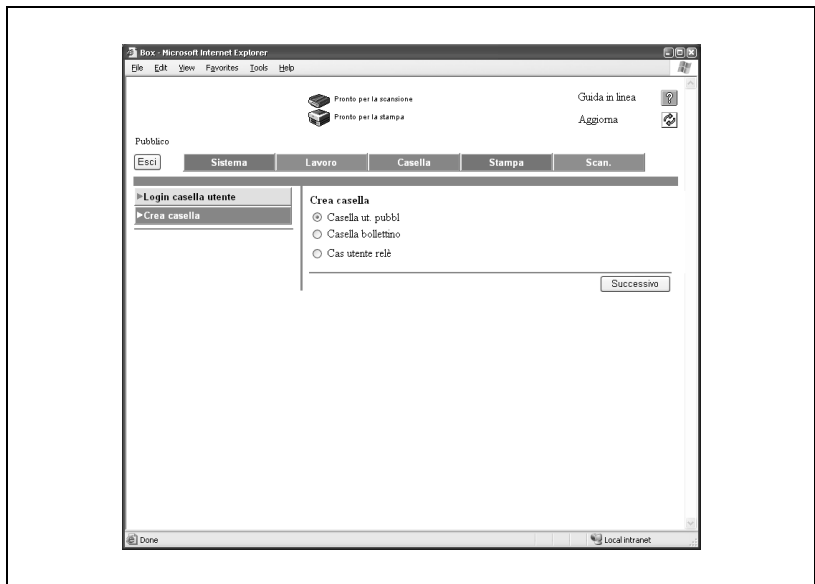 Box - Microsoft Internet Explorer
File Edit View Favorites Tools Help
Pronto per la scansione
Guida in linea ?
Pronto per la stampa
Aggiorna
Pubblico
Esci Sistema Lavoro Casella Stampa Scan.
Login casella utente
Crea casella
Crea casella
Casella ut. pubbl
Casella bollettino
Cas utente relè
Successivo
Done Local intranet